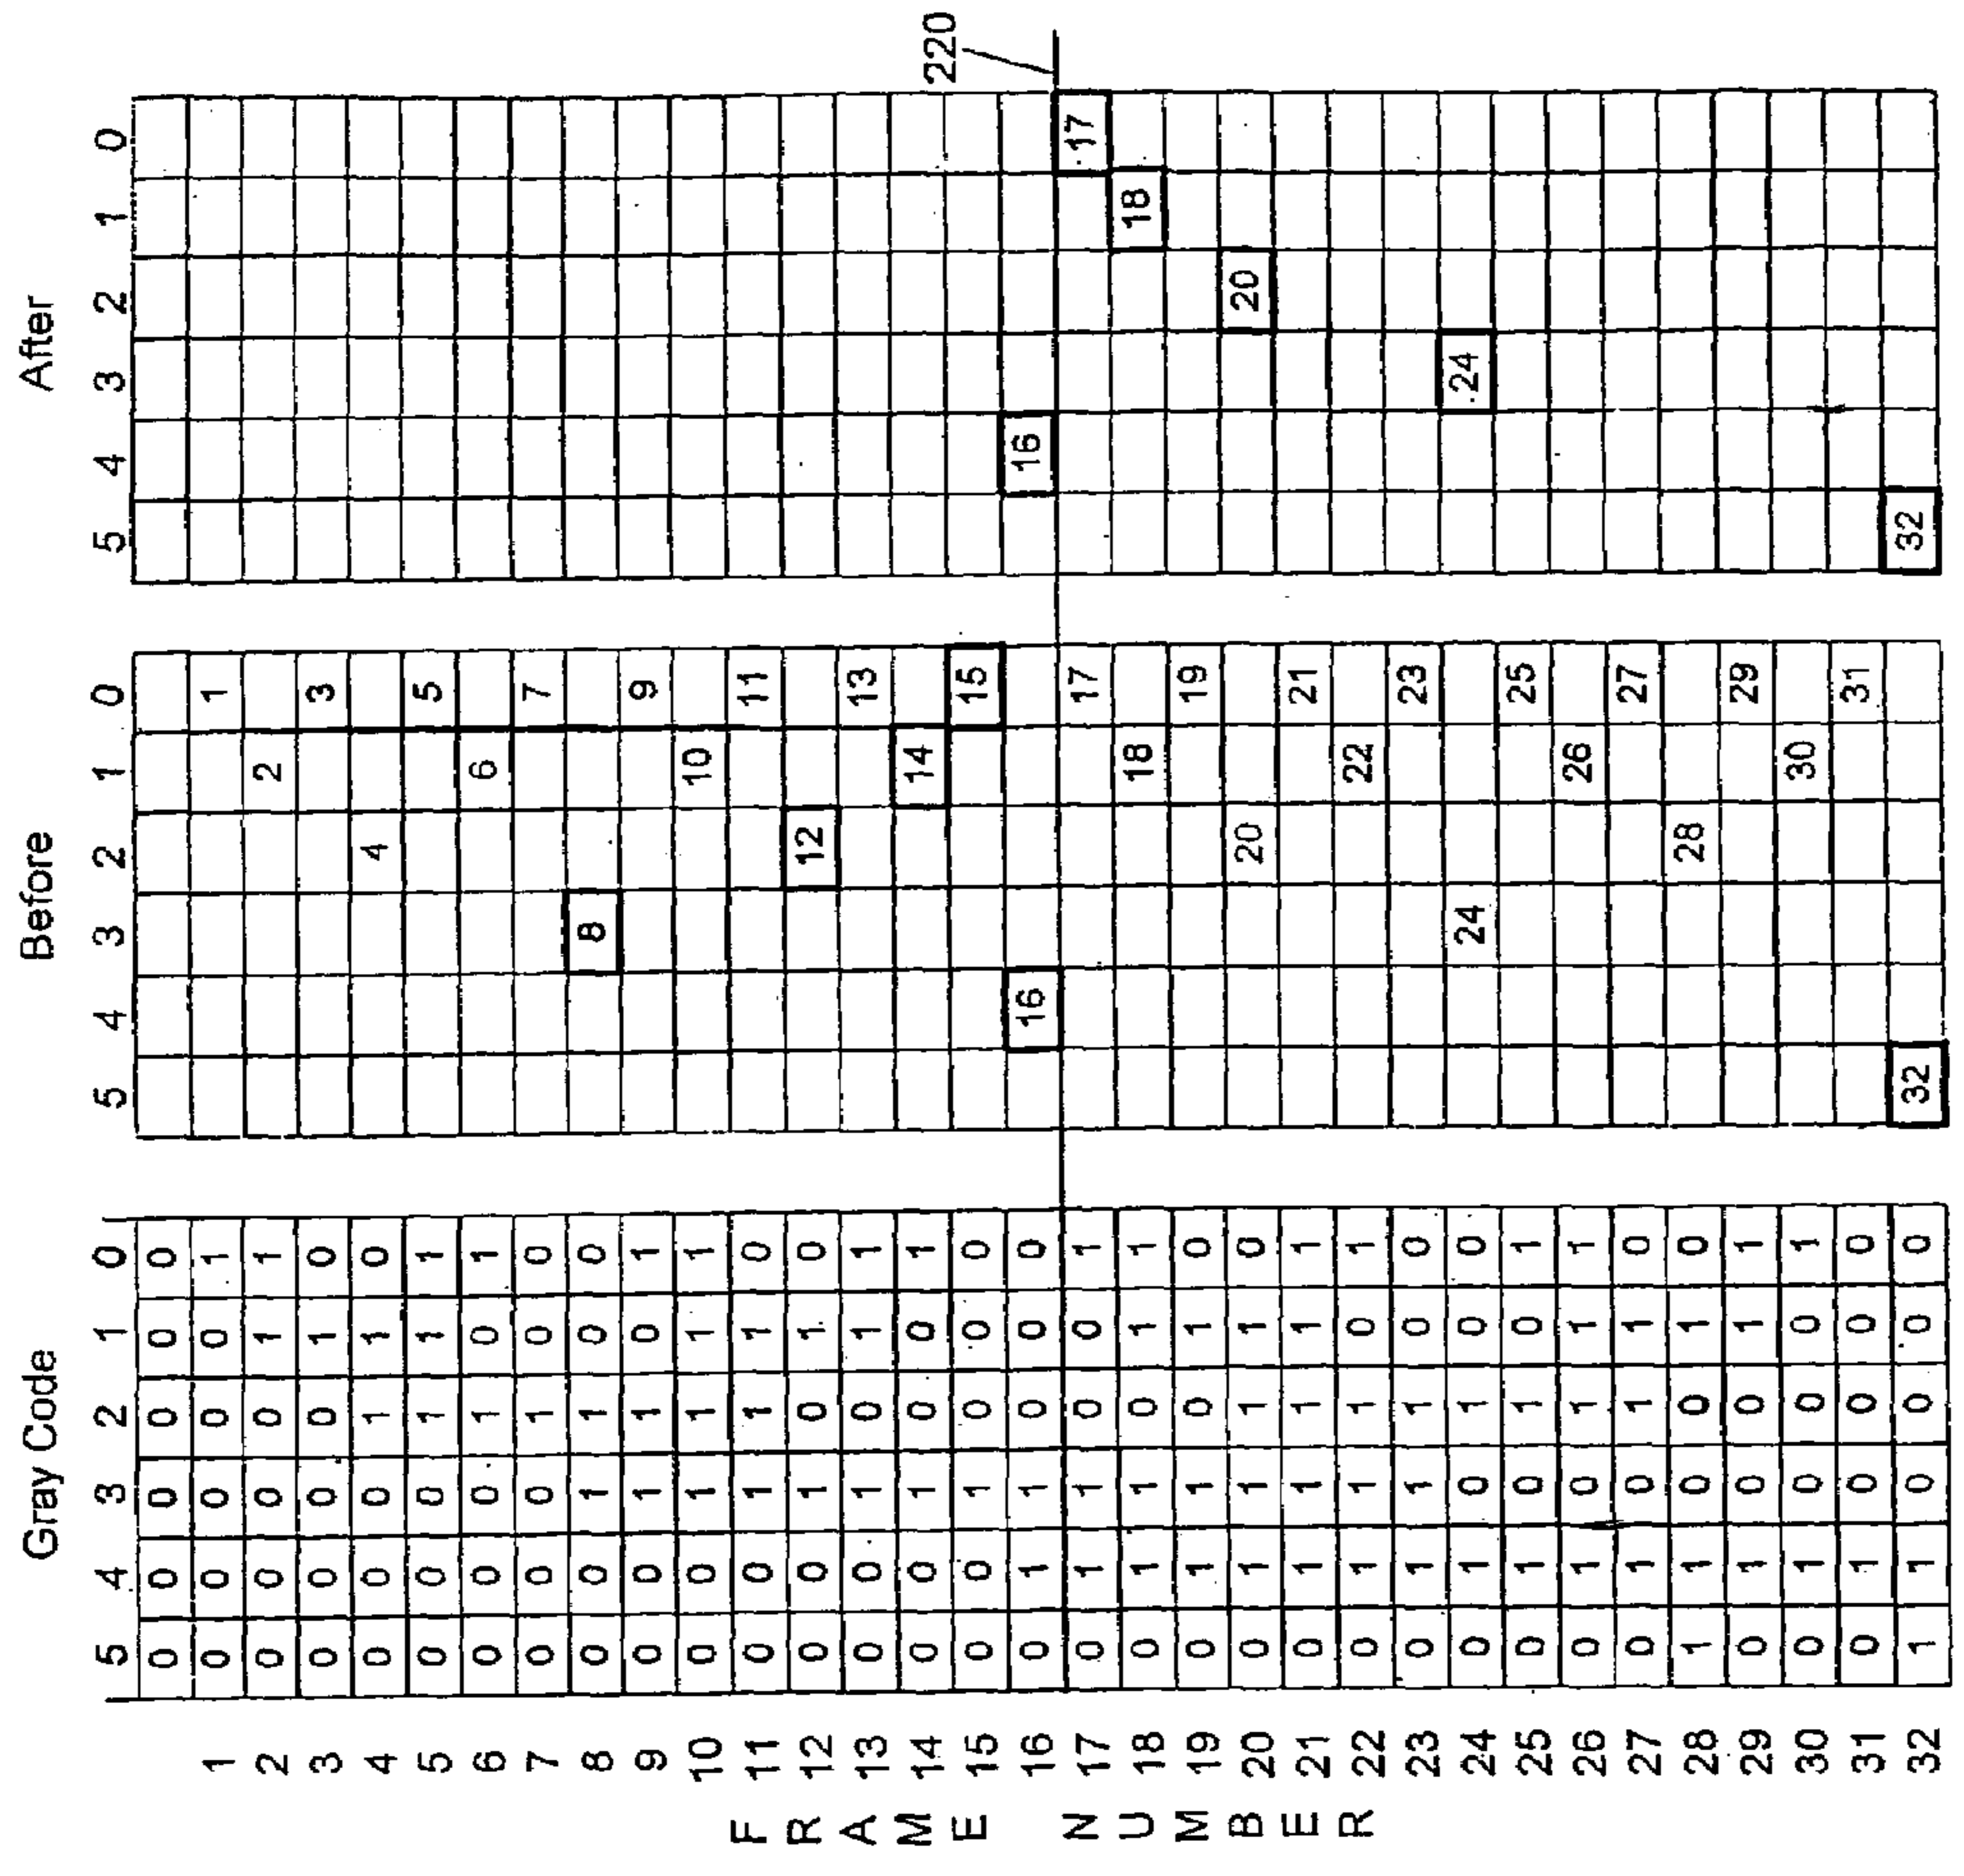 Gray Code Before After
5 4 3 2 1 0 5 4 3 2 1 0 5 4 3 2 1 0
0 0 0 0 0 0
1 0 0 0 0 0 1 1
2 0 0 0 0 1 1 2
3 0 0 0 0 1 0 3
4 0 0 0 1 1 0 4
5 0 0 0 1 1 1 5
6 0 0 0 1 0 1 6
7 0 0 0 1 0 0 7
8 0 0 1 1 0 0 8
9 0 0 1 1 0 1 9
10 0 0 1 1 1 1 10
11 0 0 1 1 1 0 11
12 0 0 1 0 1 0 12
13 0 0 1 0 1 1 13
14 0 0 1 0 0 1 14
15 0 0 1 0 0 0 15
220
16 0 1 1 0 0 0 16 16
17 0 1 1 0 0 1 17 17
18 0 1 1 0 1 1 18 18
19 0 1 1 0 1 0 19
20 0 1 1 1 1 0 20 20
21 0 1 1 1 1 1 21
22 0 1 1 1 0 1 22
23 0 1 1 1 0 0 23
24 0 1 0 1 0 0 24 24
25 0 1 0 1 0 1 25
26 0 1 0 1 1 1 26
27 0 1 0 1 1 0 27
28 1 1 0 0 1 0 28
29 0 1 0 0 1 1 29
30 0 1 0 0 0 1 30
31 0 1 0 0 0 0 31
32 1 1 0 0 0 0 32 32
FRAME NUMBER